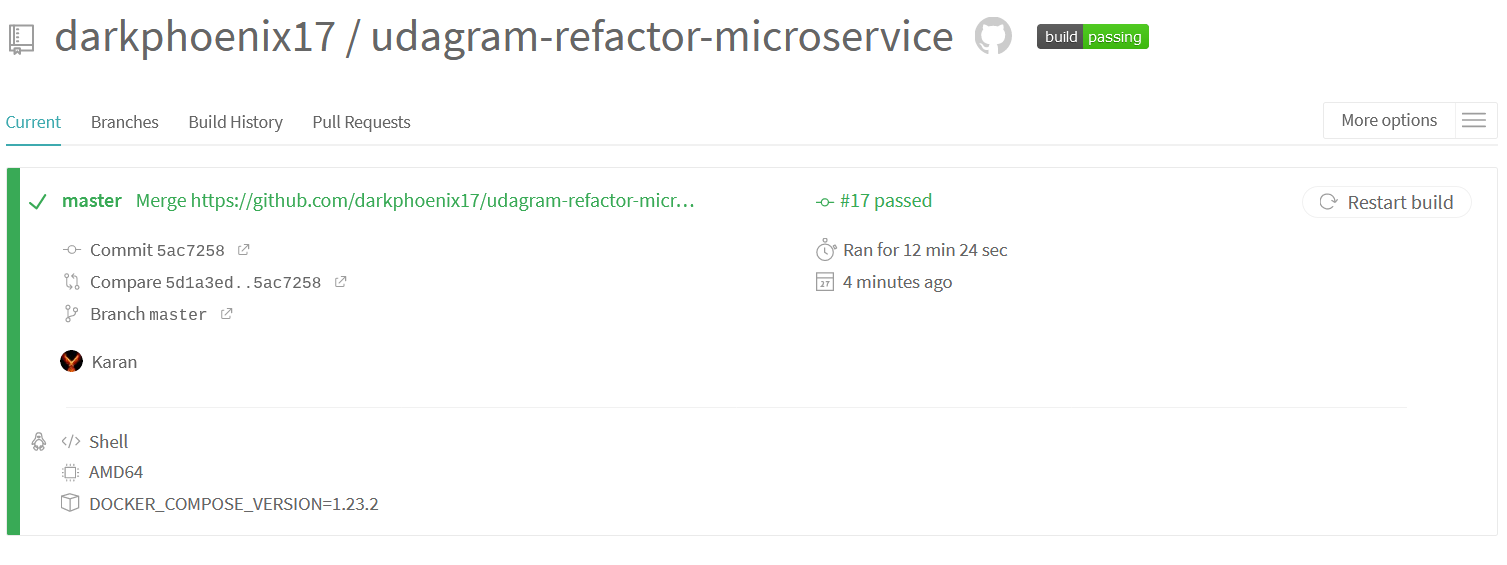 darkphoenix17 / udagram-refactor-microservice build passing
Current Branches Build History Pull Requests More options
master Merge https://github.com/darkphoenix17/udagram-refactor-micr… #17 passed Restart build
Commit 5ac7258 Ran for 12 min 24 sec
Compare 5d1a3ed..5ac7258 27 4 minutes ago
Branch master
Karan
</> Shell
AMD64
DOCKER_COMPOSE_VERSION=1.23.2